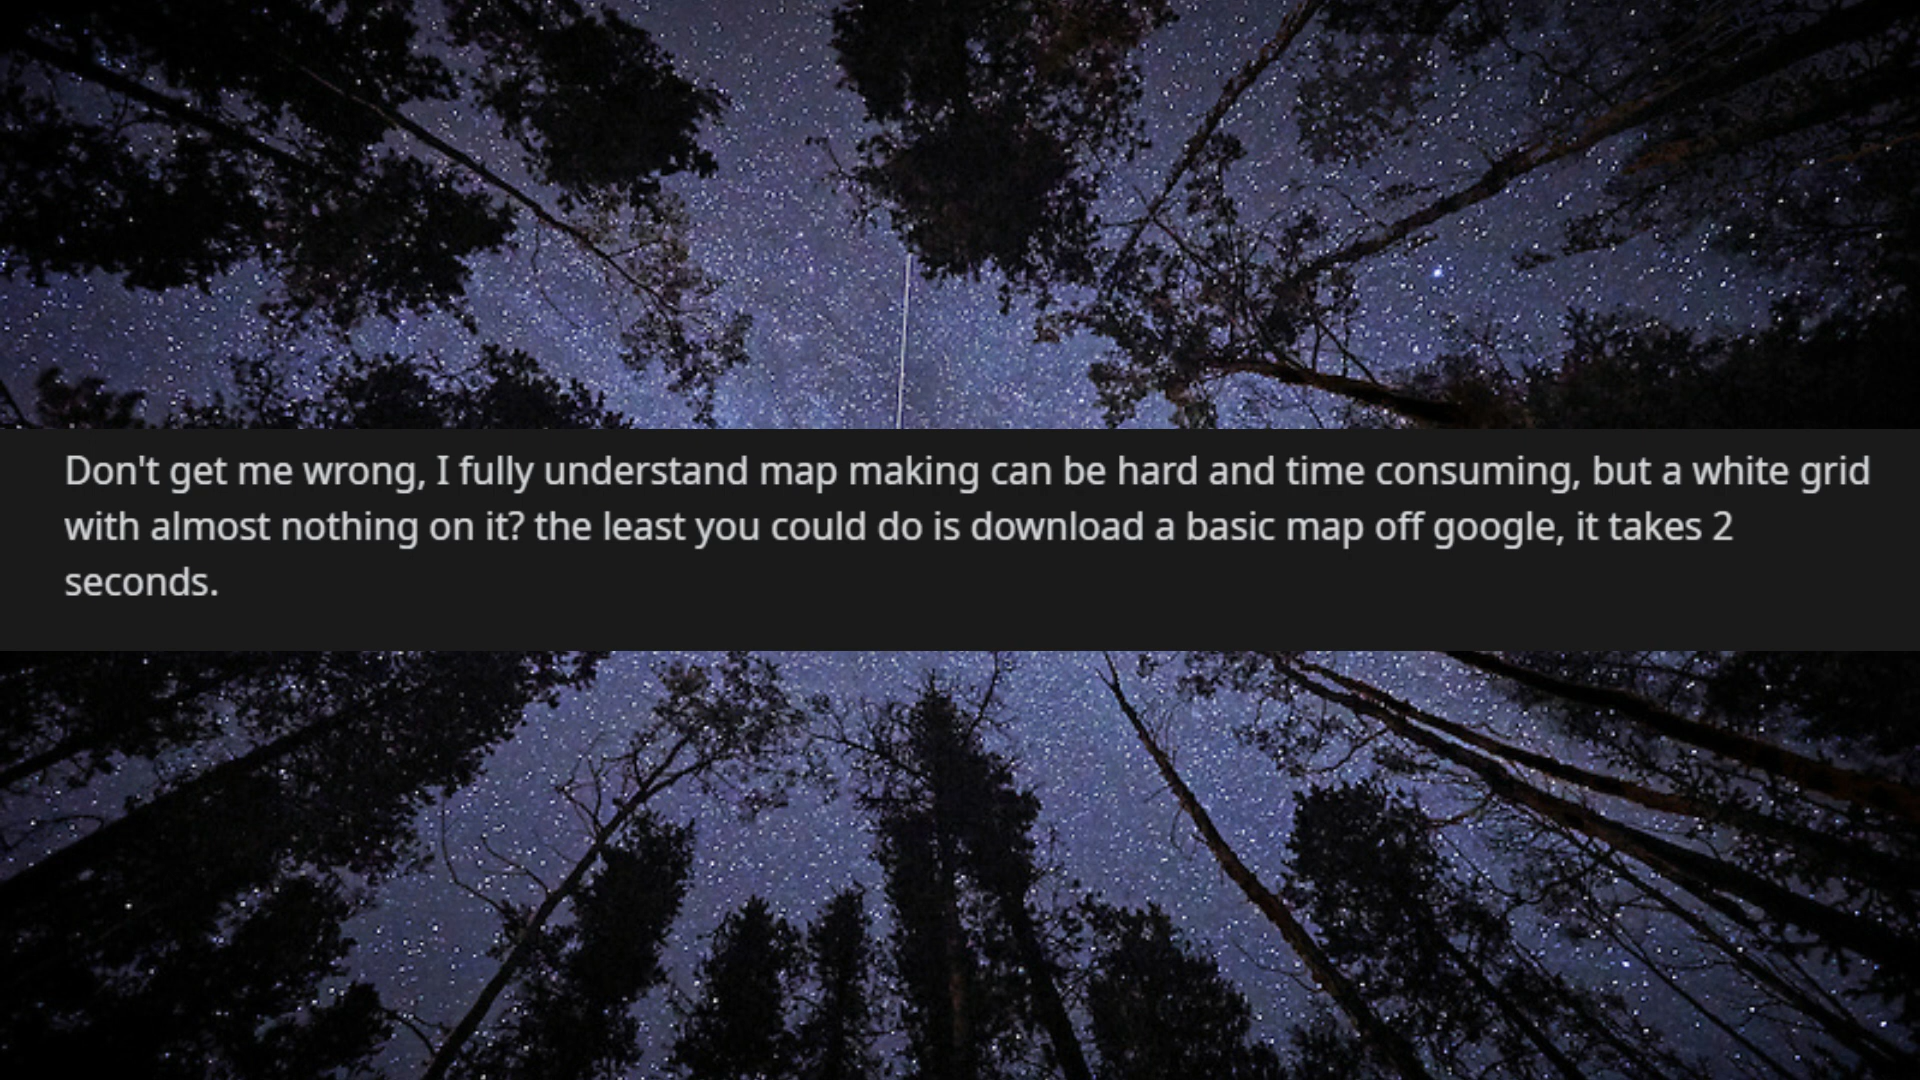 Don't get me wrong, I fully understand map making can be hard and time consuming, but a white grid
with almost nothing on it? the least you could do is download a basic map off google, it takes 2
seconds.